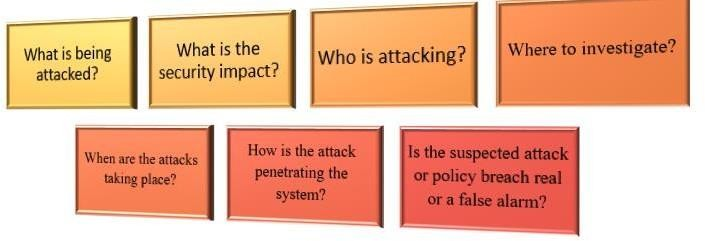 What is being
attacked?
What is the
security impact?
Who is attacking?
Where to investigate?
When are the attacks
taking place?
How is the attack
penetrating the
system?
Is the suspected attack
or policy breach real
or a false alarm?